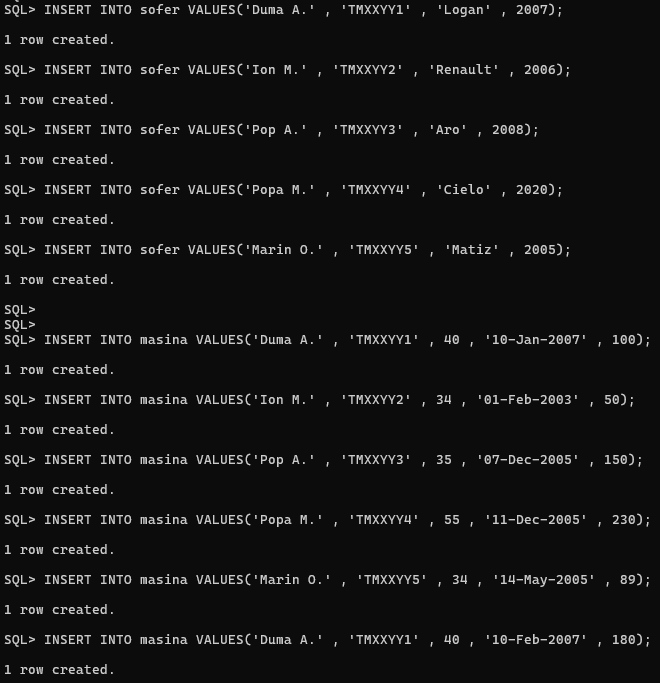 SQL> INSERT INTO sofer VALUES('Duma A.' , 'TMXXYY1' , 'Logan' , 2007);
1 row created.
SQL> INSERT INTO sofer VALUES('Ion M.' , 'TMXXYY2' , 'Renault' , 2006);
1 row created.
SQL> INSERT INTO sofer VALUES('Pop A.' , 'TMXXYY3' , 'Aro' , 2008);
1 row created.
SQL> INSERT INTO sofer VALUES('Popa M.' , 'TMXXYY4' , 'Cielo' , 2020);
1 row created.
SQL> INSERT INTO sofer VALUES('Marin O.' , 'TMXXYY5' , 'Matiz' , 2005);
1 row created.
SQL>
SQL>
SQL> INSERT INTO masina VALUES('Duma A.' , 'TMXXYY1' , 40 , '10-Jan-2007' , 100);
1 row created.
SQL> INSERT INTO masina VALUES('Ion M.' , 'TMXXYY2' , 34 , '01-Feb-2003' , 50);
1 row created.
SQL> INSERT INTO masina VALUES('Pop A.' , 'TMXXYY3' , 35 , '07-Dec-2005' , 150);
1 row created.
SQL> INSERT INTO masina VALUES('Popa M.' , 'TMXXYY4' , 55 , '11-Dec-2005' , 230);
1 row created.
SQL> INSERT INTO masina VALUES('Marin O.' , 'TMXXYY5' , 34 , '14-May-2005' , 89);
1 row created.
SQL> INSERT INTO masina VALUES('Duma A.' , 'TMXXYY1' , 40 , '10-Feb-2007' , 180);
1 row created.